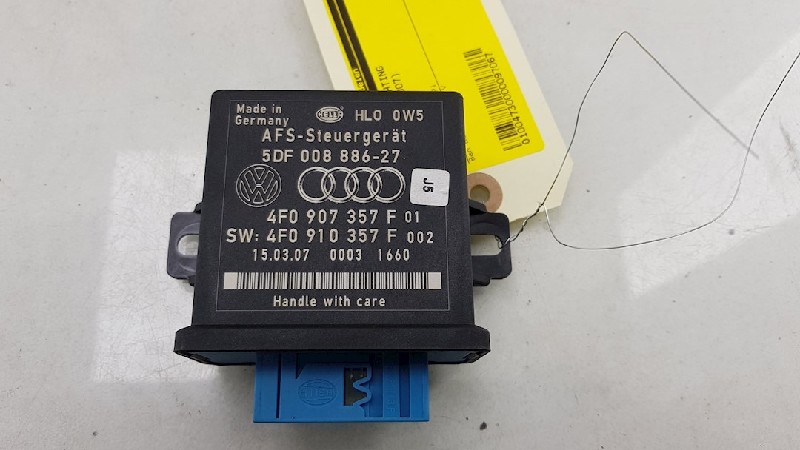 Made in
Germany
HELLA
HL0 0W5
AFS-Steuergerät
5DF 008 886-27
J5
4F0 907 357 F 01
SW: 4F0 910 357 F 002
15.03.07 0003 1660
Handle with care